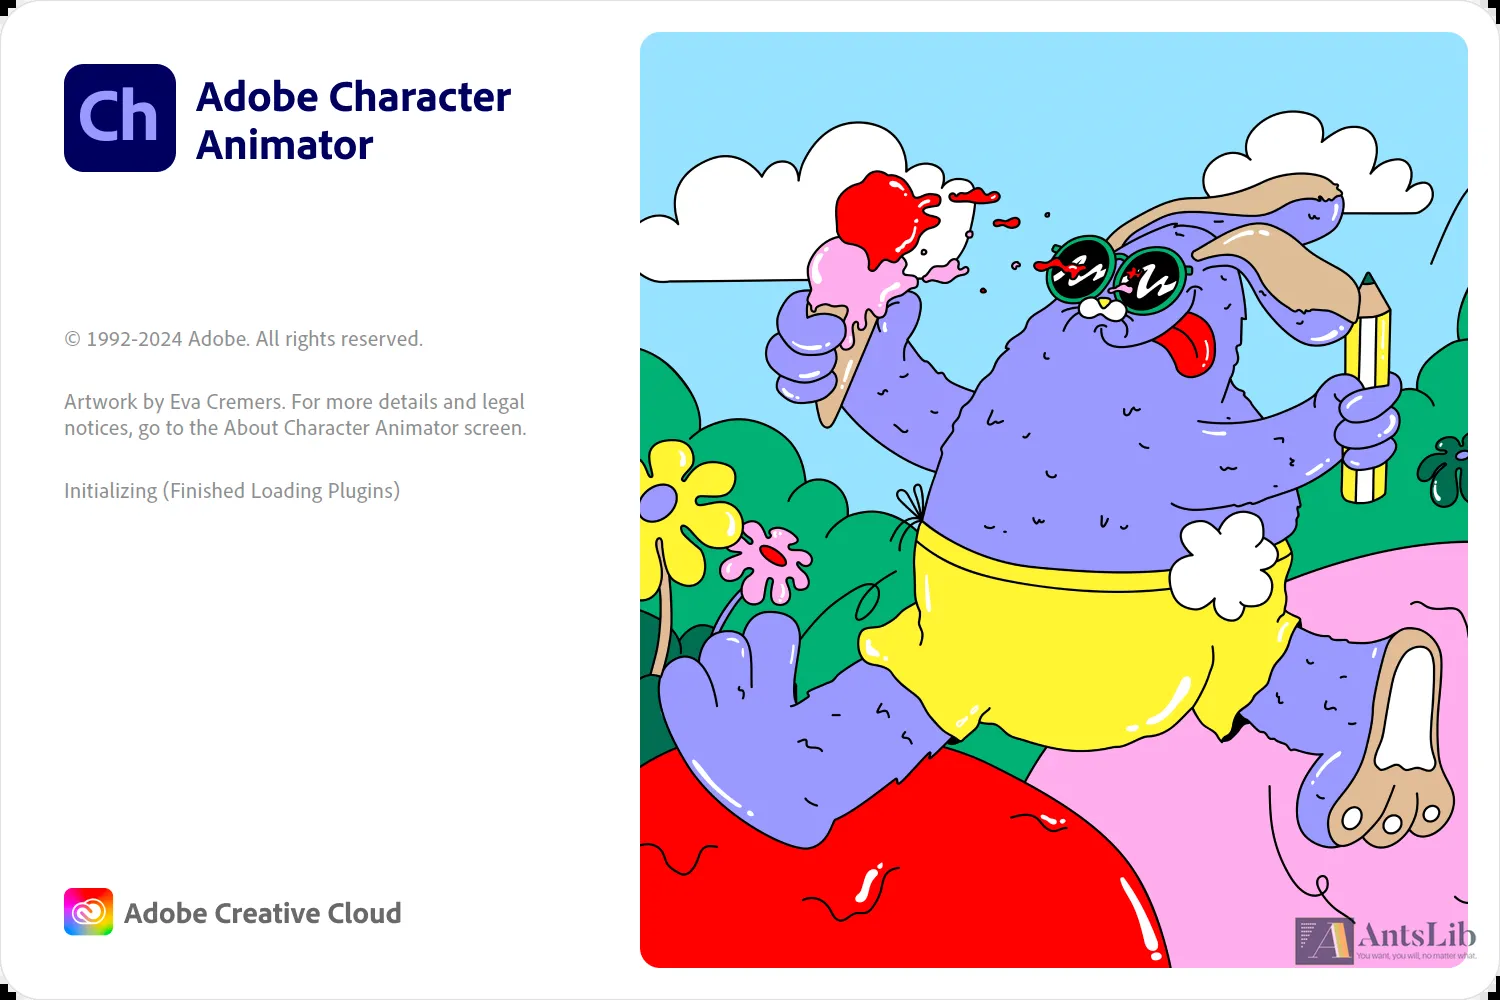 Ch
Adobe Character
Animator
© 1992-2024 Adobe. All rights reserved.
Artwork by Eva Cremers. For more details and legal
notices, go to the About Character Animator screen.
Initializing (Finished Loading Plugins)
Adobe Creative Cloud
A
AntsLib
You want, you will, no matter what.